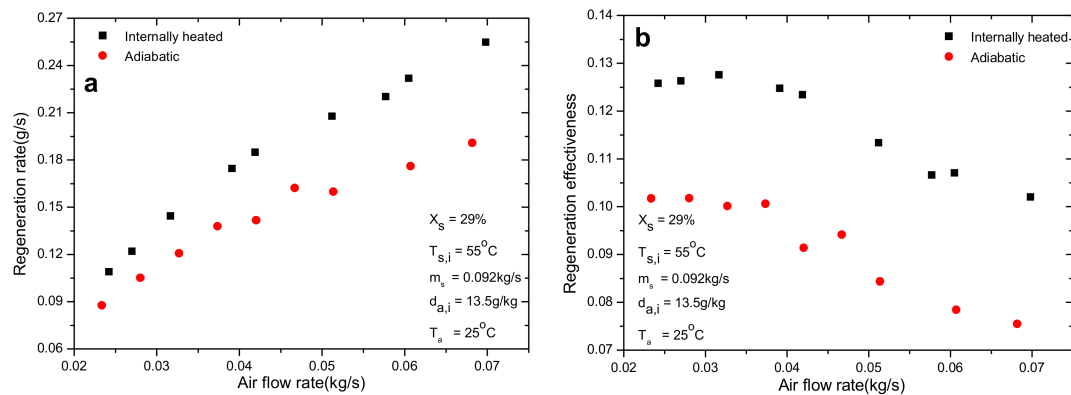 a
Internally heated
Adiabatic
Regeneration rate(g/s)
0.27
0.24
0.21
0.18
0.15
0.12
0.09
0.06
X_s = 29%
T_s,i = 55°C
m_s = 0.092kg/s
d_a,i = 13.5g/kg
T_a = 25°C
0.02 0.03 0.04 0.05 0.06 0.07
Air flow rate(kg/s)
b
Internally heated
Adiabatic
Regeneration effectiveness
0.14
0.13
0.12
0.11
0.10
0.09
0.08
0.07
X_s = 29%
T_s,i = 55°C
m_s = 0.092kg/s
d_a,i = 13.5g/kg
T_a = 25°C
0.02 0.03 0.04 0.05 0.06 0.07
Air flow rate(kg/s)